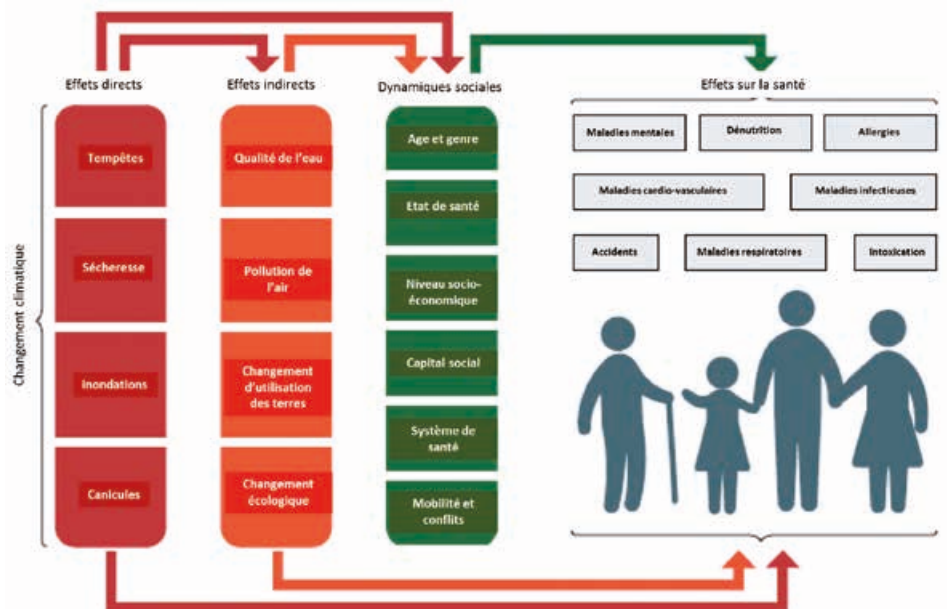 Effets directs
Effets indirects
Dynamiques sociales
Effets sur la santé
Changement climatique
Tempêtes
Sécheresse
Inondations
Canicules
Qualité de l'eau
Pollution de
l'air
Changement
d'utilisation
des terres
Changement
écologique
Age et genre
Etat de santé
Niveau socio-
économique
Capital social
Système de
santé
Mobilité et
conflits
Maladies mentales
Dénutrition
Allergies
Maladies cardio-vasculaires
Maladies infectieuses
Accidents
Maladies respiratoires
Intoxication